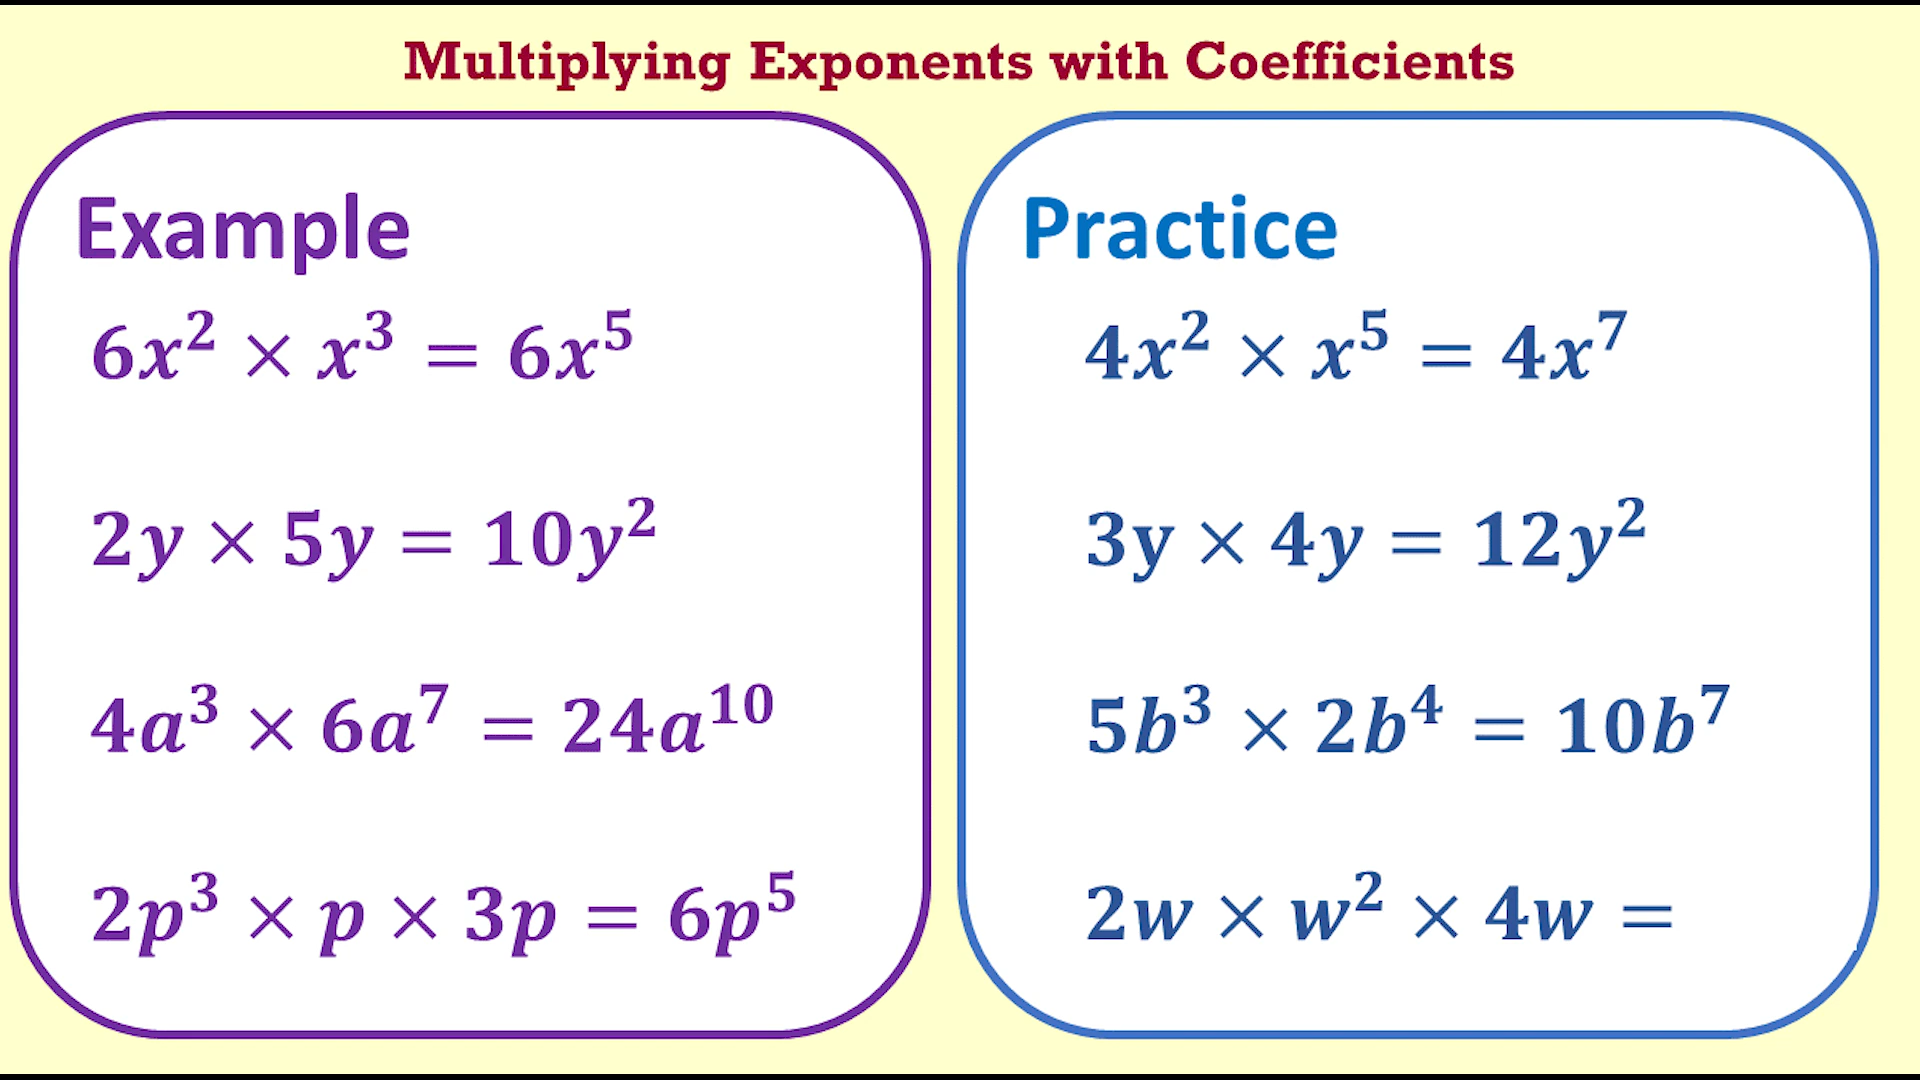 Multiplying Exponents with Coefficients
Example
6x² × x³ = 6x⁵
2y × 5y = 10y²
4a³ × 6a⁷ = 24a¹⁰
2p³ × p × 3p = 6p⁵
Practice
4x² × x⁵ = 4x⁷
3y × 4y = 12y²
5b³ × 2b⁴ = 10b⁷
2w × w² × 4w =